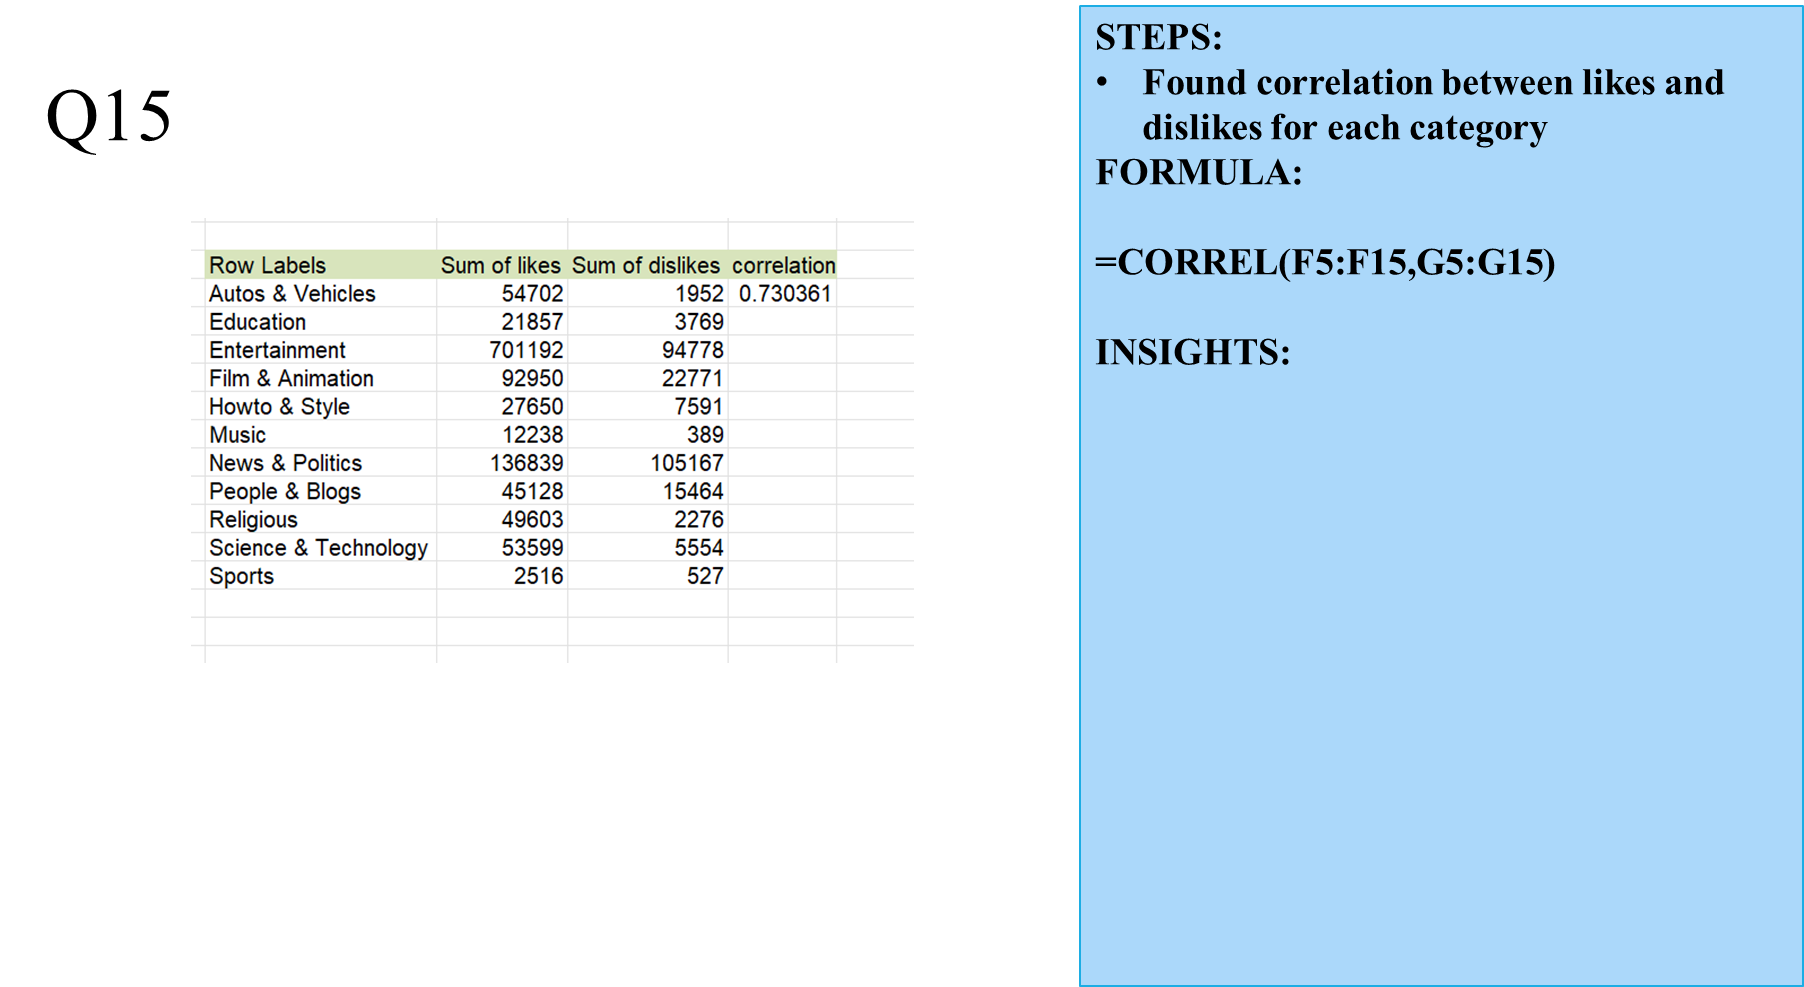 Q15
Row Labels Sum of likes Sum of dislikes correlation
Autos & Vehicles 54702 1952 0.730361
Education 21857 3769
Entertainment 701192 94778
Film & Animation 92950 22771
Howto & Style 27650 7591
Music 12238 389
News & Politics 136839 105167
People & Blogs 45128 15464
Religious 49603 2276
Science & Technology 53599 5554
Sports 2516 527
STEPS:
• Found correlation between likes and
dislikes for each category
FORMULA:
=CORREL(F5:F15,G5:G15)
INSIGHTS: